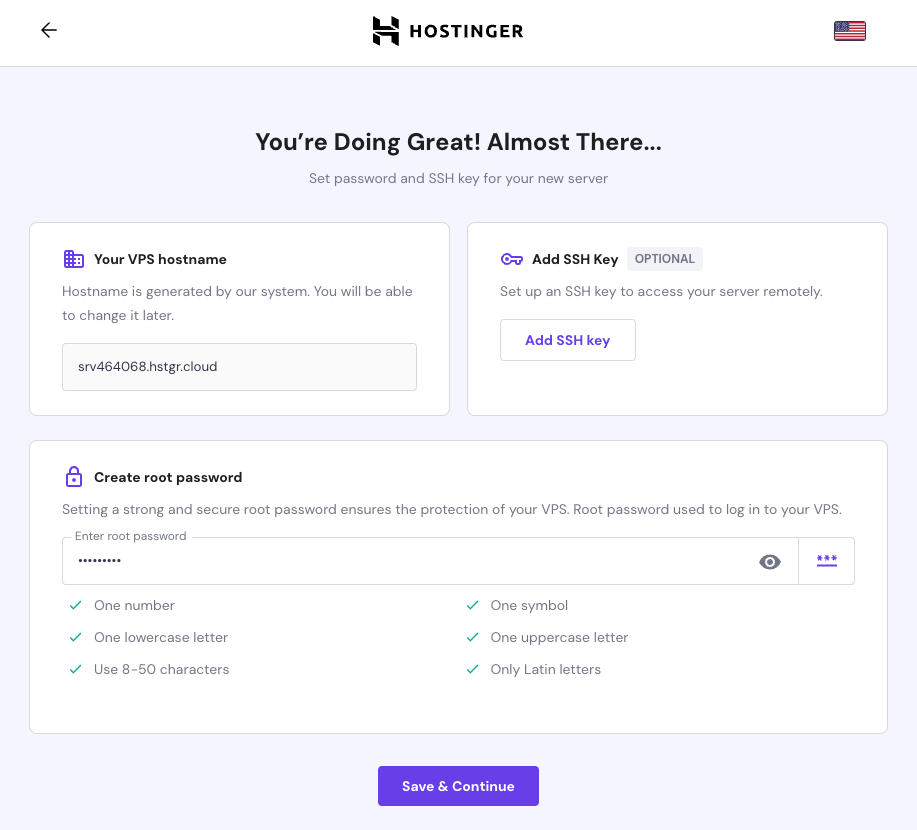 HOSTINGER
You’re Doing Great! Almost There...
Set password and SSH key for your new server
Your VPS hostname
Hostname is generated by our system. You will be able
to change it later.
srv464068.hstgr.cloud
Add SSH Key OPTIONAL
Set up an SSH key to access your server remotely.
Add SSH key
Create root password
Setting a strong and secure root password ensures the protection of your VPS. Root password used to log in to your VPS.
Enter root password
•••••••••
***
One number
One symbol
One lowercase letter
One uppercase letter
Use 8-50 characters
Only Latin letters
Save & Continue